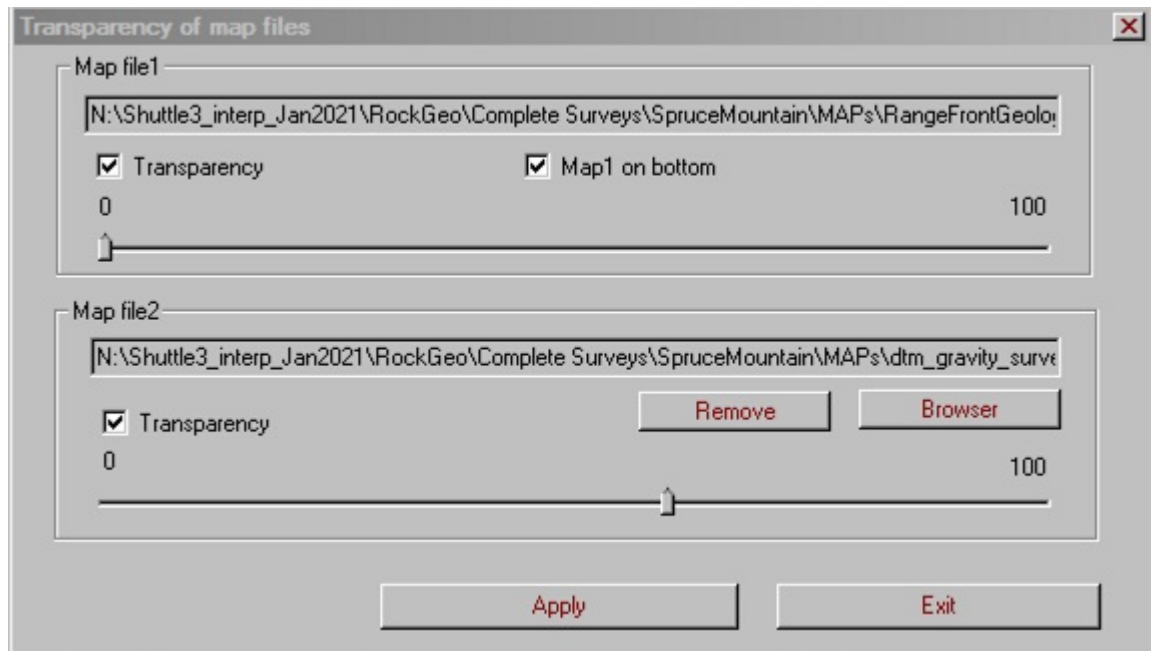 Transparency of map files
Map file1
N:\Shuttle3_interp_Jan2021\RockGeo\Complete Surveys\SpruceMountain\MAPs\RangeFrontGeolo
Transparency Map1 on bottom
0 100
Map file2
N:\Shuttle3_interp_Jan2021\RockGeo\Complete Surveys\SpruceMountain\MAPs\dtm_gravity_surve
Remove Browser
Transparency
0 100
Apply Exit